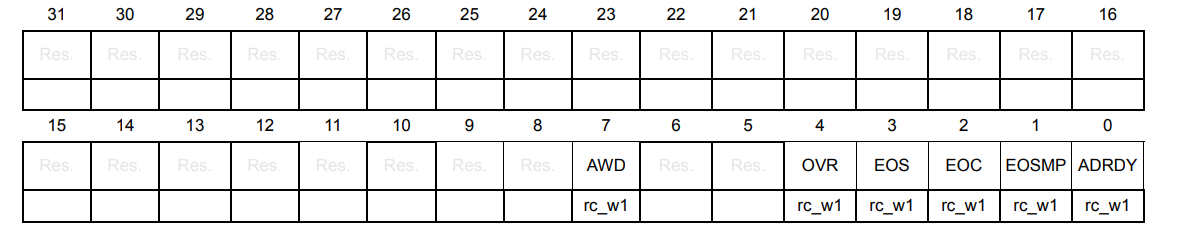 31 30 29 28 27 26 25 24 23 22 21 20 19 18 17 16
Res. Res. Res. Res. Res. Res. Res. Res. Res. Res. Res. Res. Res. Res. Res. Res.
15 14 13 12 11 10 9 8 7 6 5 4 3 2 1 0
Res. Res. Res. Res. Res. Res. Res. Res. AWD Res. Res. OVR EOS EOC EOSMP ADRDY
rc_w1 rc_w1 rc_w1 rc_w1 rc_w1 rc_w1